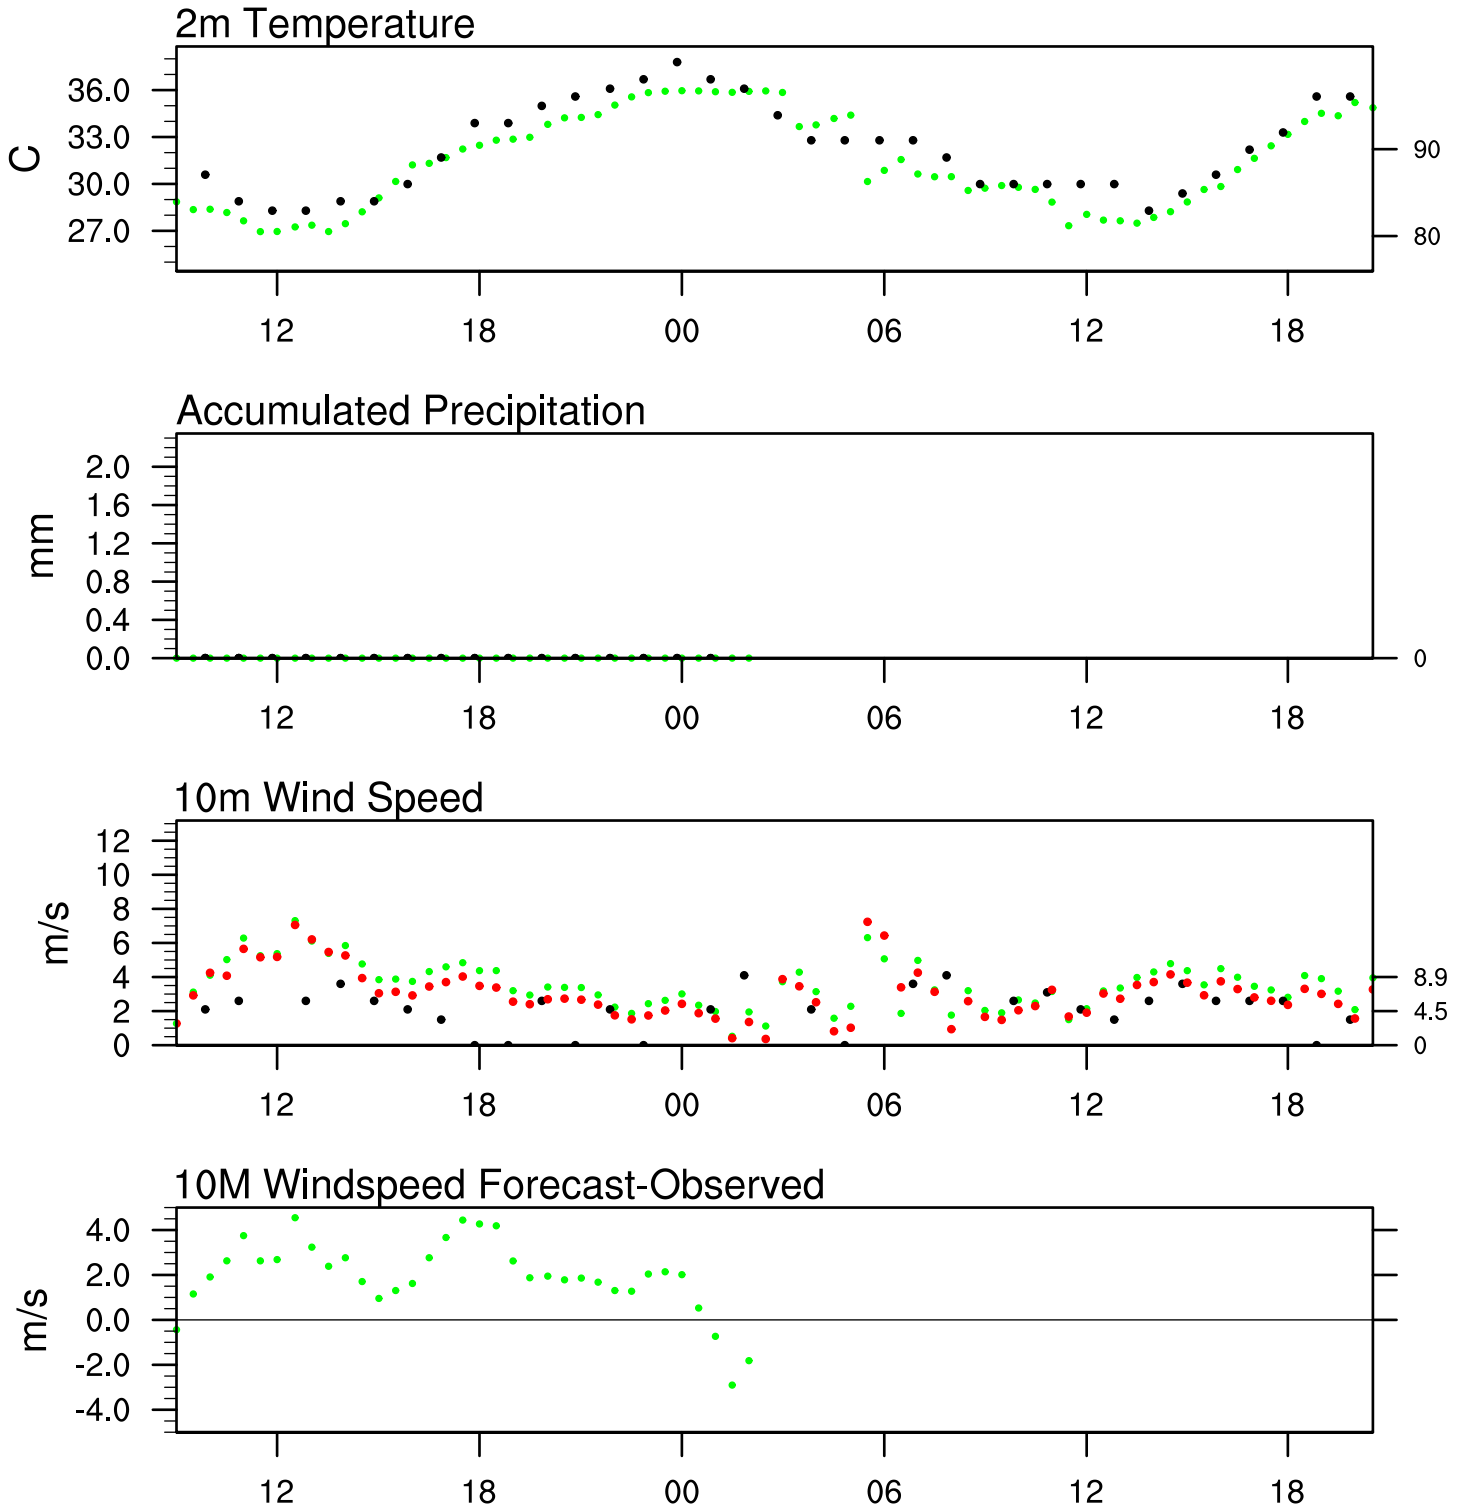 2m Temperature
36.0
33.0
30.0
27.0
C
90
80
12 18 00 06 12 18
Accumulated Precipitation
2.0
1.6
1.2
0.8
0.4
0.0
mm
0
12 18 00 06 12 18
10m Wind Speed
12
10
8
6
4
2
0
m/s
8.9
4.5
0
12 18 00 06 12 18
10M Windspeed Forecast-Observed
4.0
2.0
0.0
-2.0
-4.0
m/s
12 18 00 06 12 18